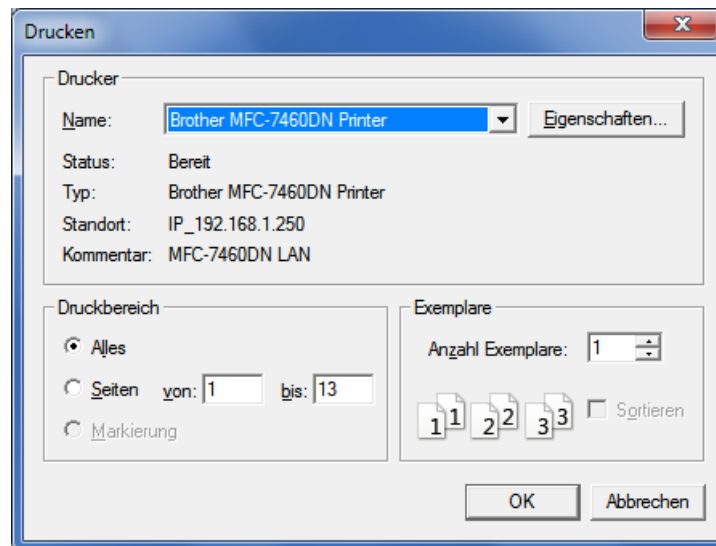 Drucken
Drucker
Name: Brother MFC-7460DN Printer Eigenschaften...
Status: Bereit
Typ: Brother MFC-7460DN Printer
Standort: IP_192.168.1.250
Kommentar: MFC-7460DN LAN
Druckbereich
Alles
Seiten von: 1 bis: 13
Markierung
Exemplare
Anzahl Exemplare: 1
1 1 2 2 3 3 Sortieren
OK Abbrechen